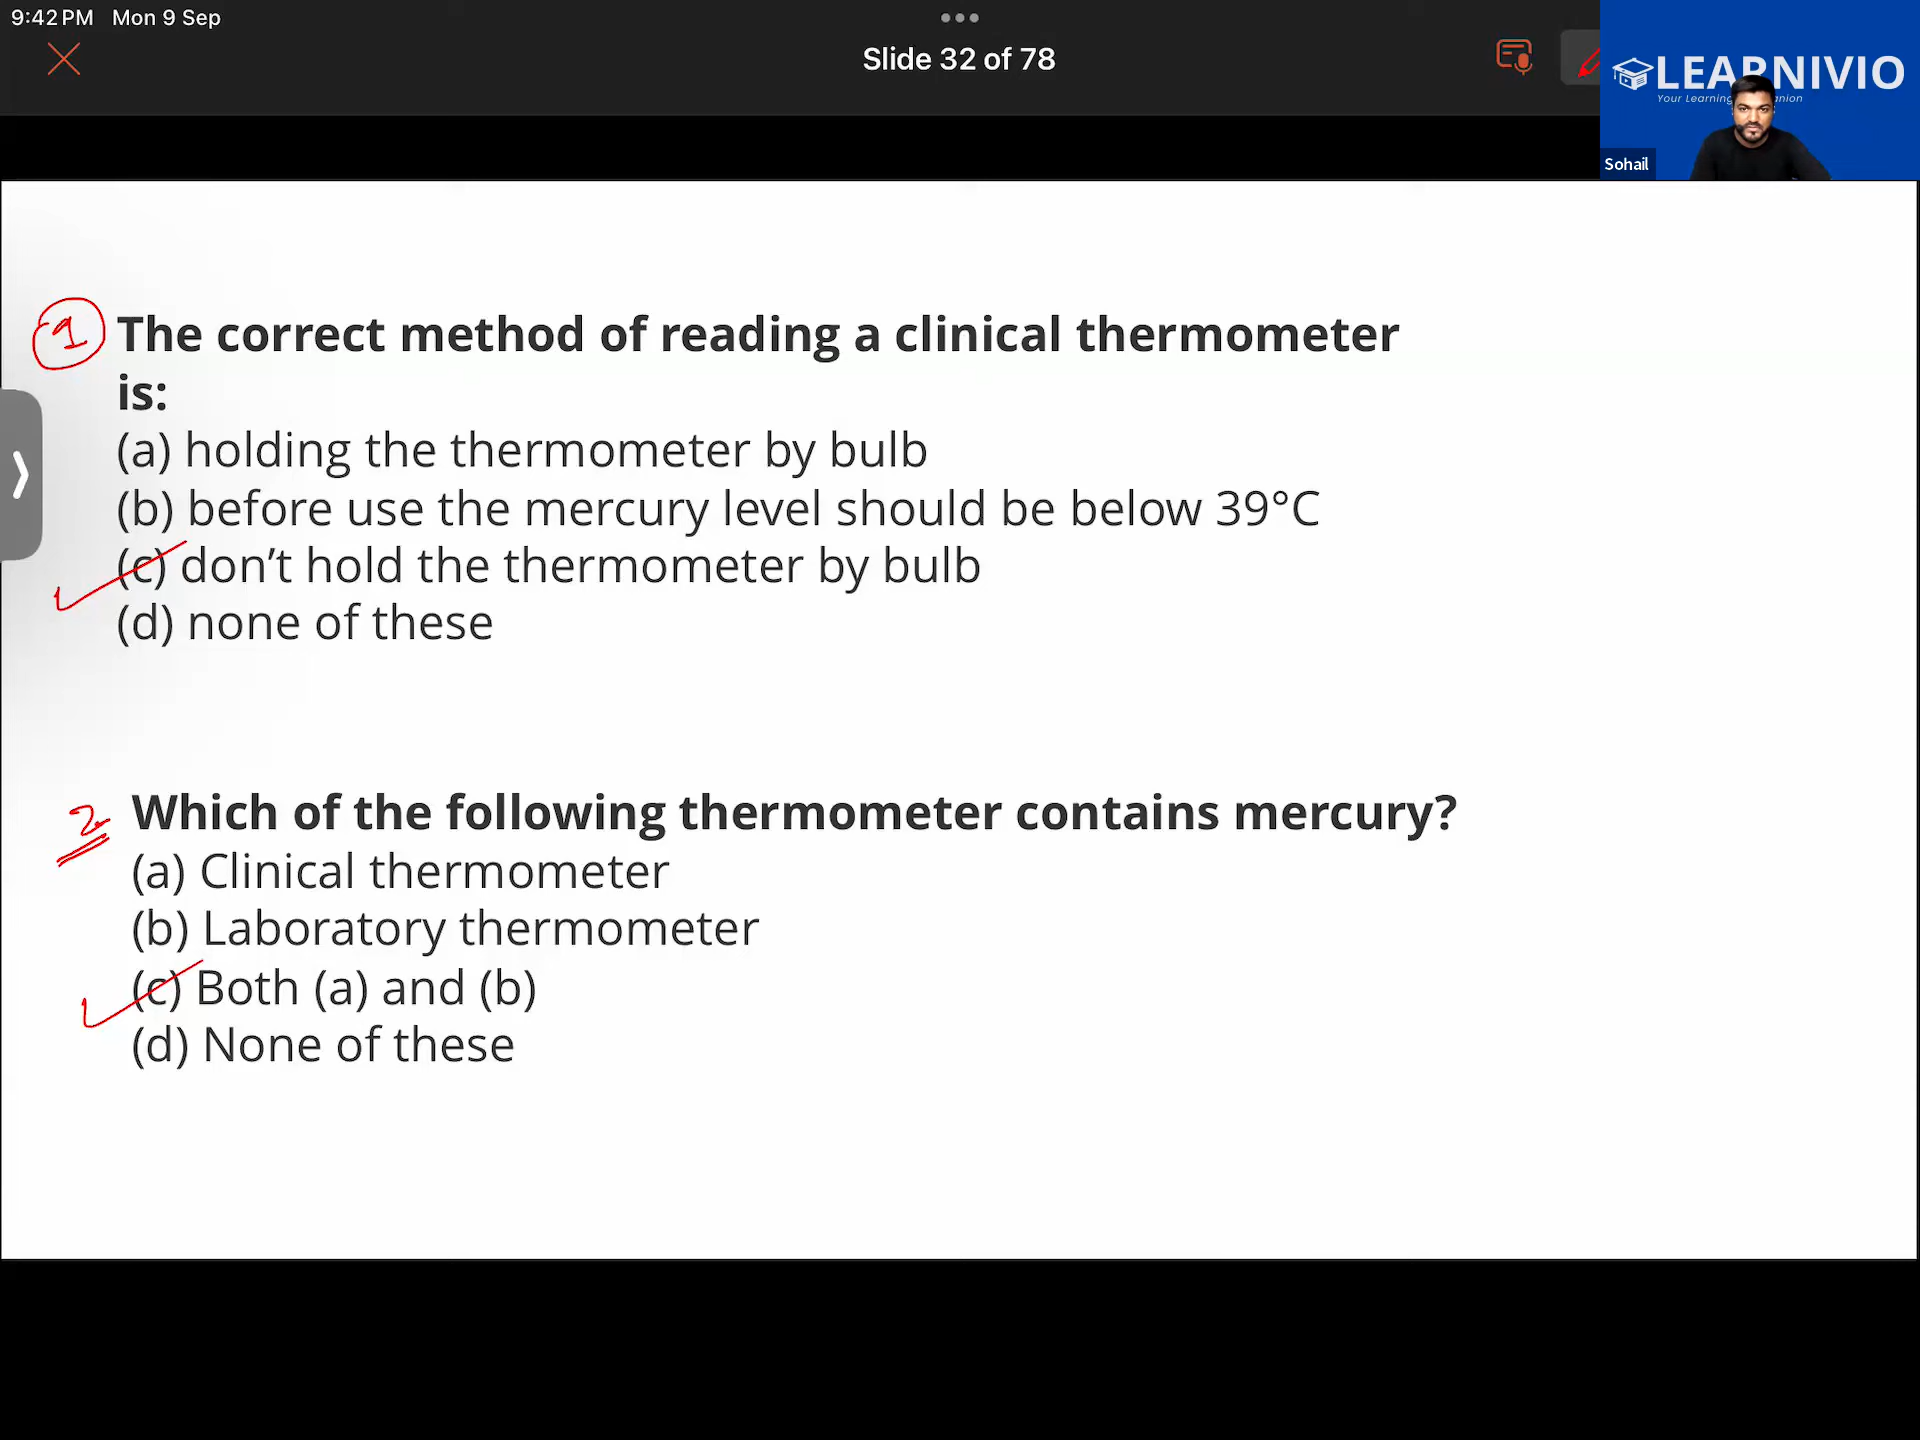 9:42 PM Mon 9 Sep
Slide 32 of 78
LEARNIVIO
Your Learning
Sohail
1 The correct method of reading a clinical thermometer
is:
(a) holding the thermometer by bulb
(b) before use the mercury level should be below 39°C
(c) don’t hold the thermometer by bulb
(d) none of these
2 Which of the following thermometer contains mercury?
(a) Clinical thermometer
(b) Laboratory thermometer
(c) Both (a) and (b)
(d) None of these